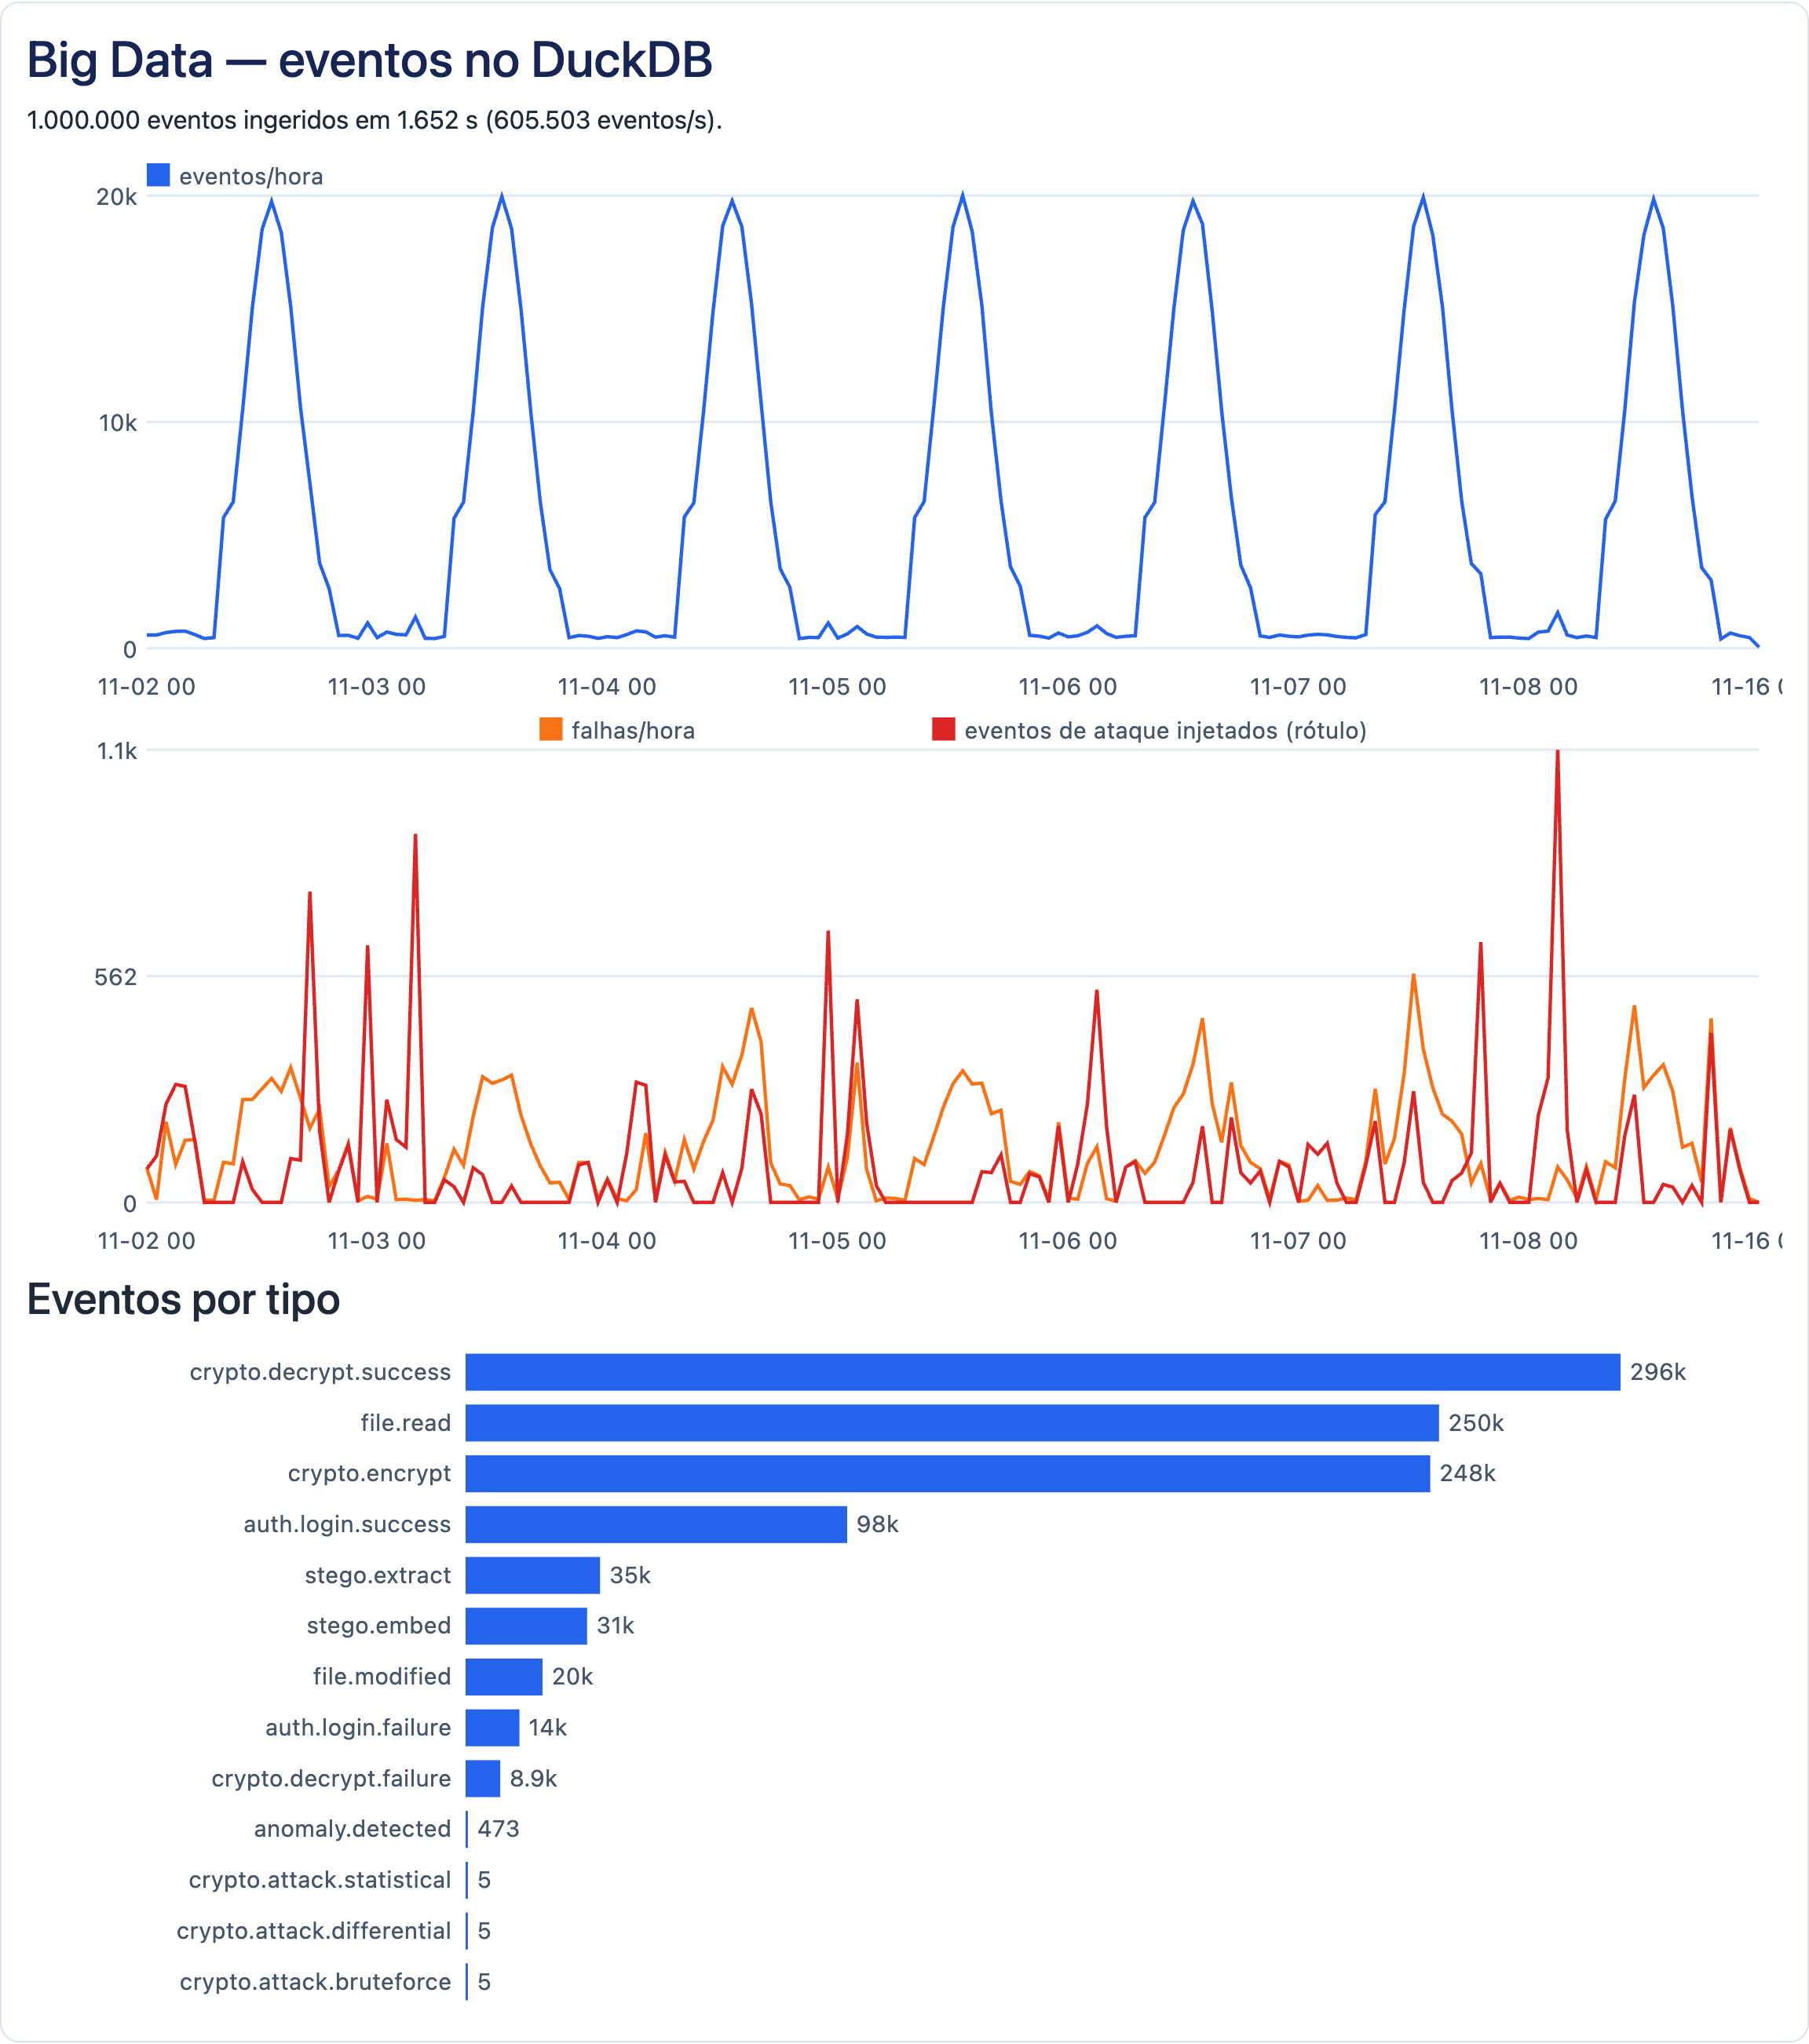 Big Data — eventos no DuckDB
1.000.000 eventos ingeridos em 1.652 s (605.503 eventos/s).
eventos/hora
20k
10k
0
11-02 00 11-03 00 11-04 00 11-05 00 11-06 00 11-07 00 11-08 00 11-16
falhas/hora eventos de ataque injetados (rótulo)
1.1k
562
0
11-02 00 11-03 00 11-04 00 11-05 00 11-06 00 11-07 00 11-08 00 11-16
Eventos por tipo
crypto.decrypt.success 296k
file.read 250k
crypto.encrypt 248k
auth.login.success 98k
stego.extract 35k
stego.embed 31k
file.modified 20k
auth.login.failure 14k
crypto.decrypt.failure 8.9k
anomaly.detected 473
crypto.attack.statistical 5
crypto.attack.differential 5
crypto.attack.bruteforce 5